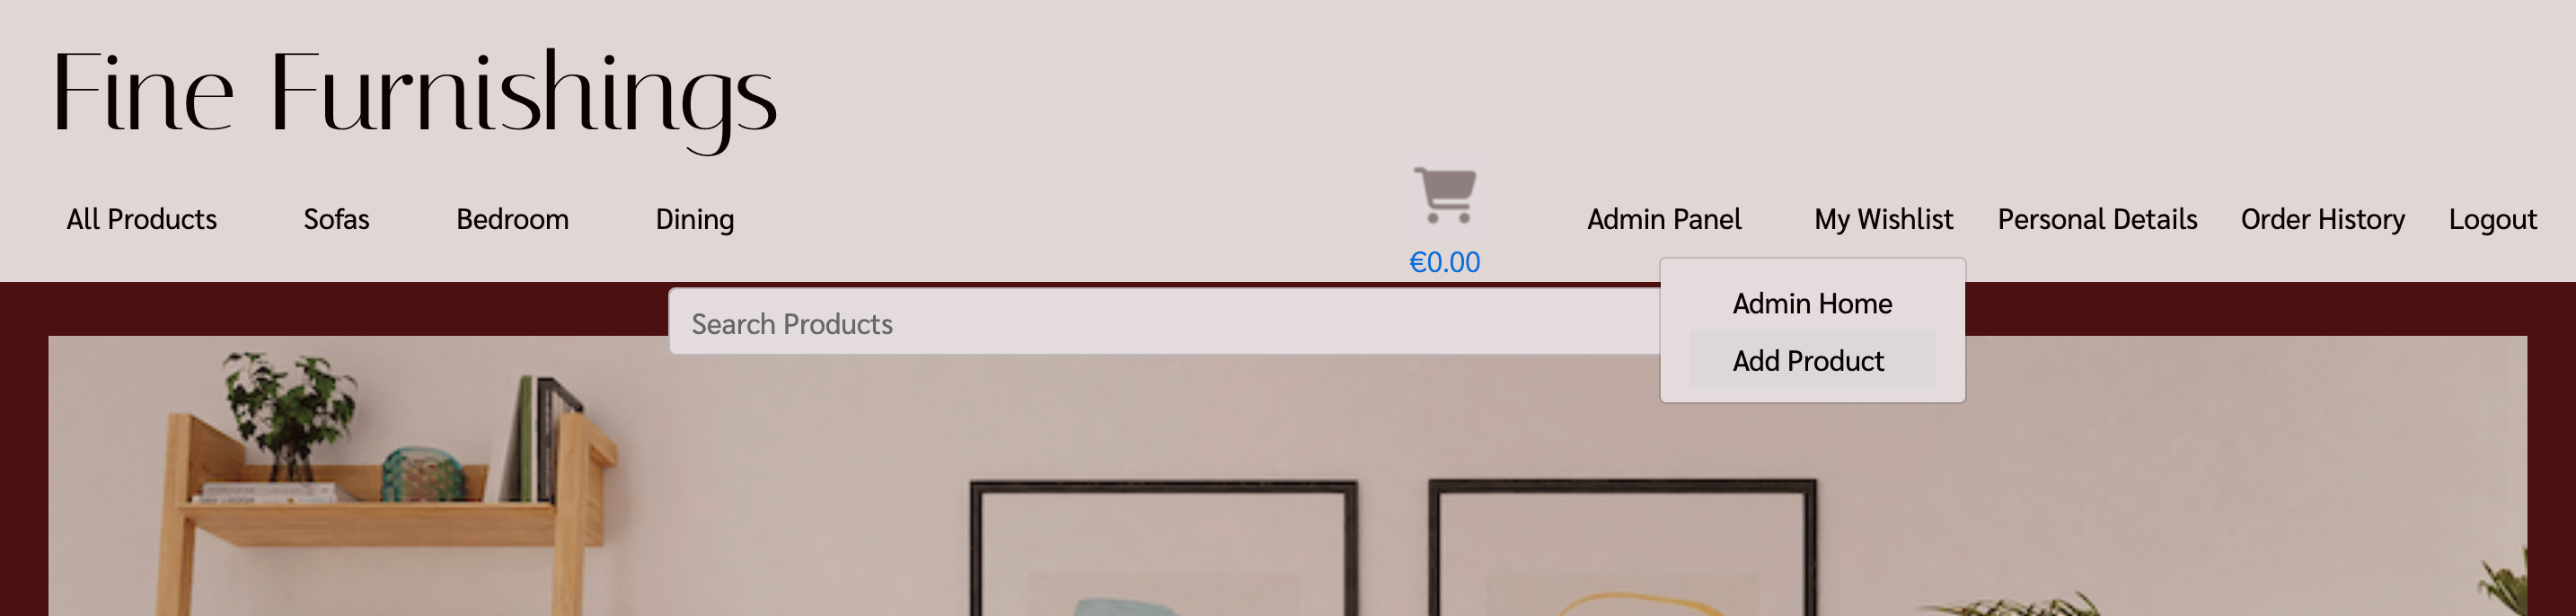 Fine Furnishings
All Products Sofas Bedroom Dining Admin Panel My Wishlist Personal Details Order History Logout
€0.00
Admin Home
Search Products
Add Product